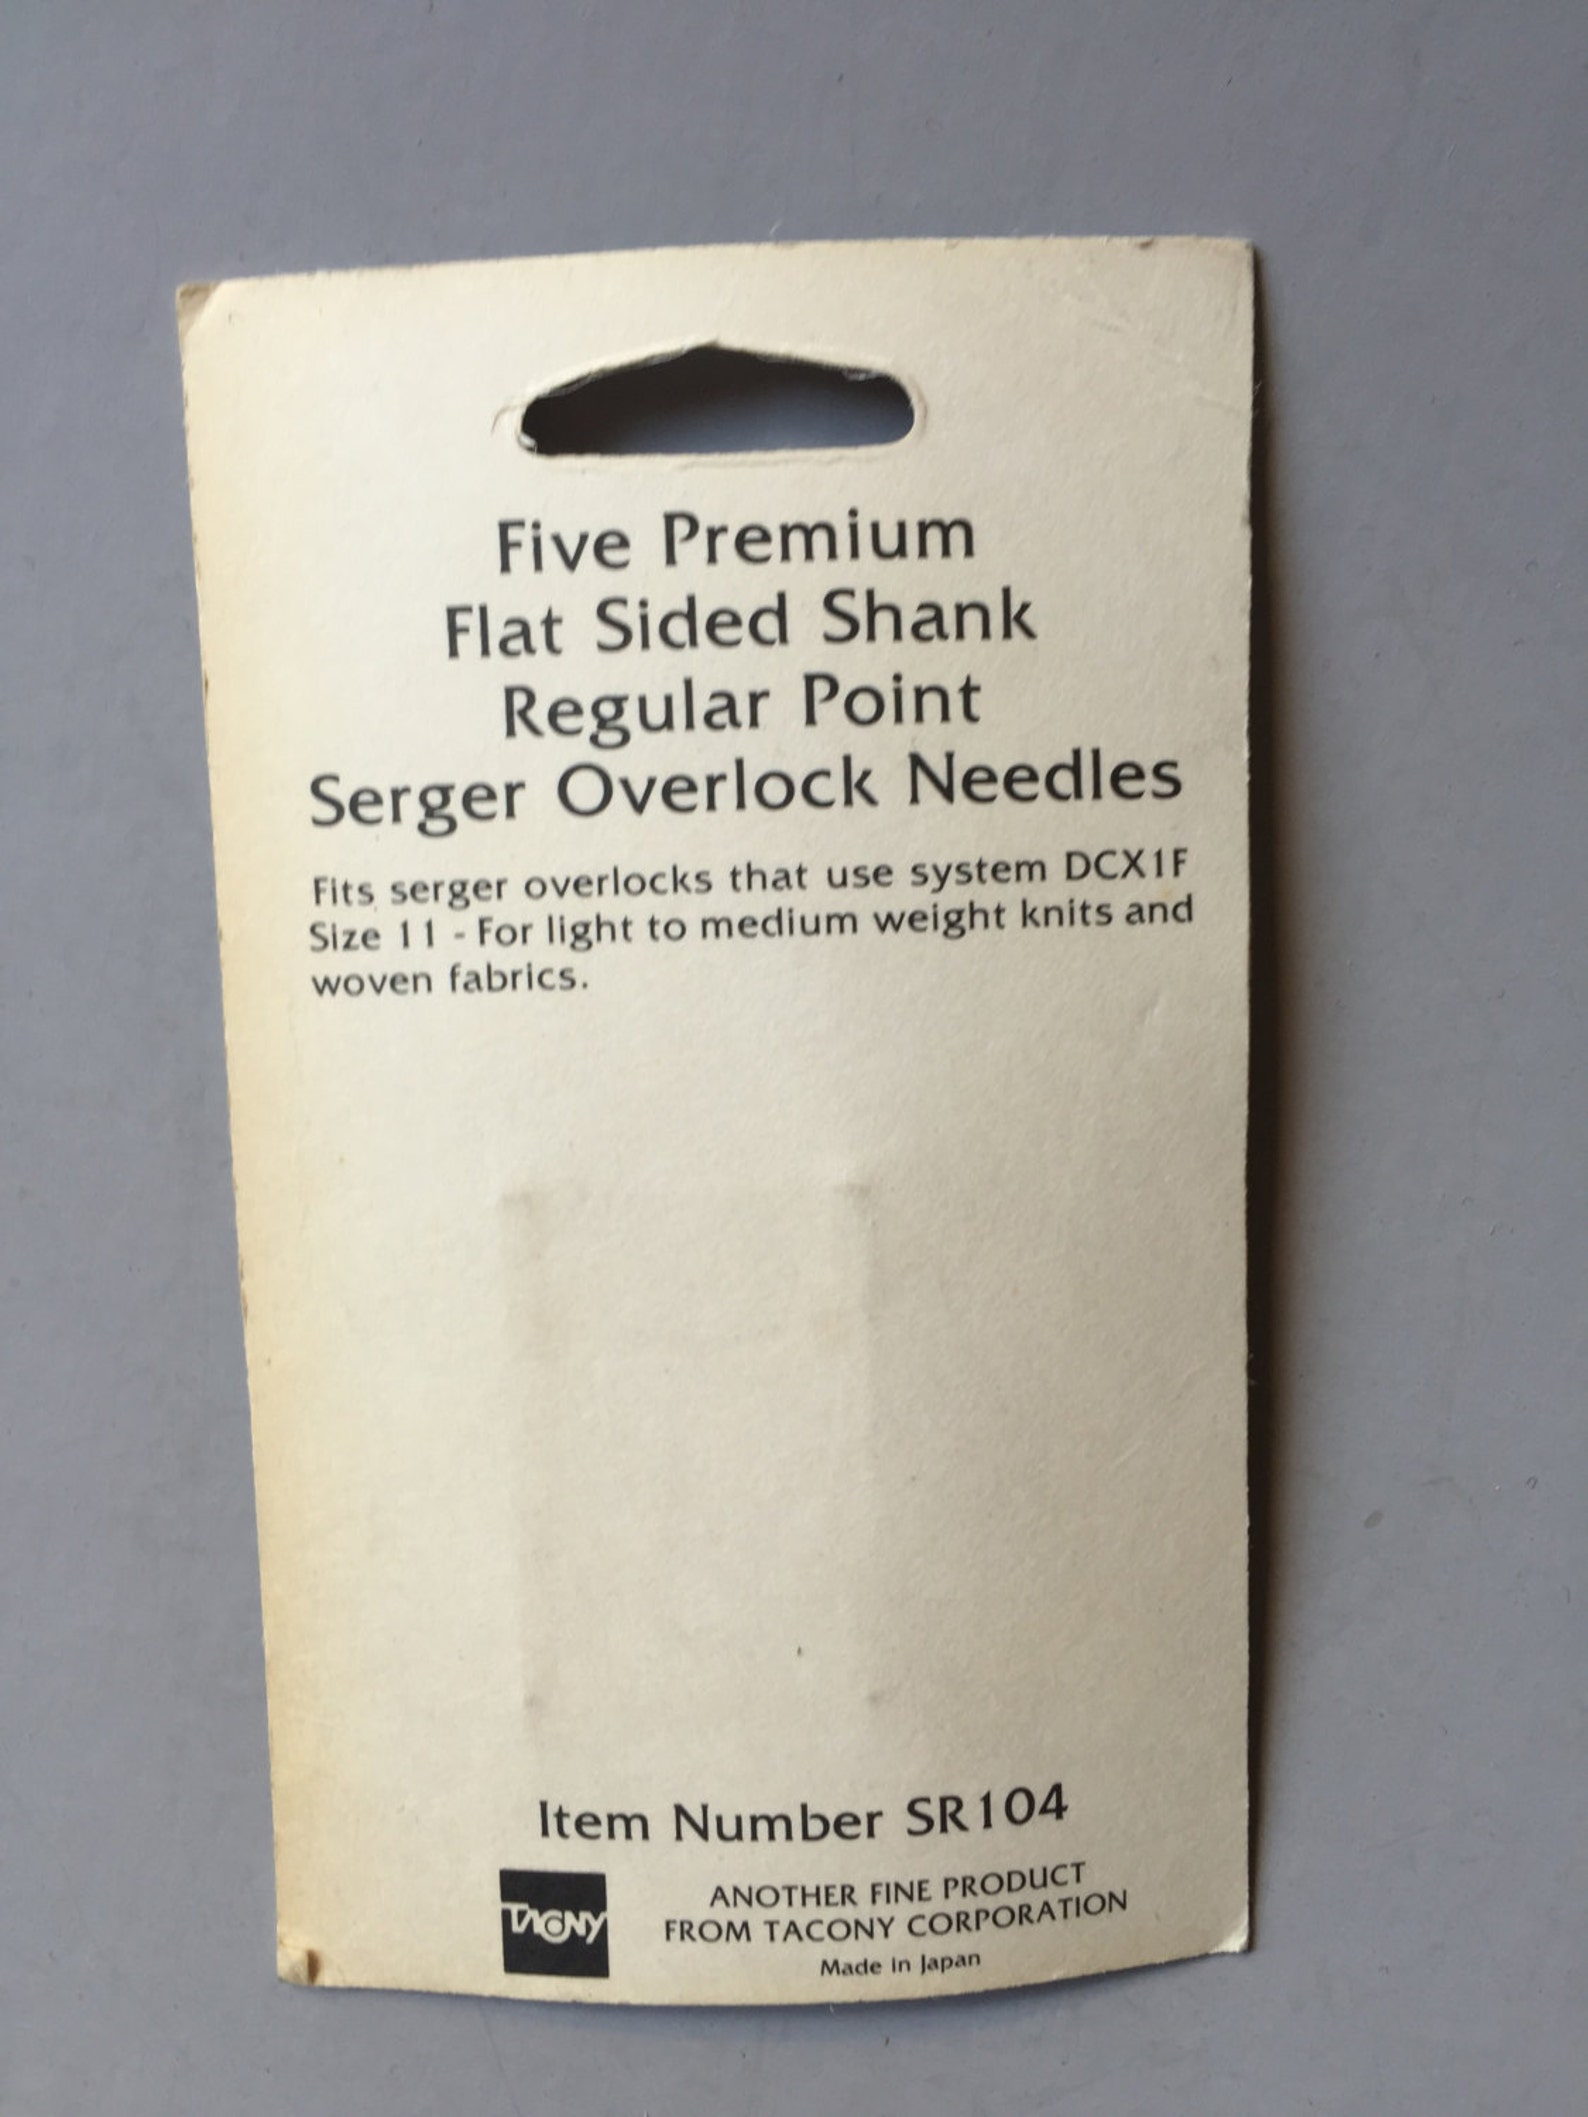 Five Premium
Flat Sided Shank
Regular Point
Serger Overlock Needles
Fits serger overlocks that use system DCX1F
Size 11 - For light to medium weight knits and
woven fabrics.
Item Number SR104
TACONY
ANOTHER FINE PRODUCT
FROM TACONY CORPORATION
Made in Japan